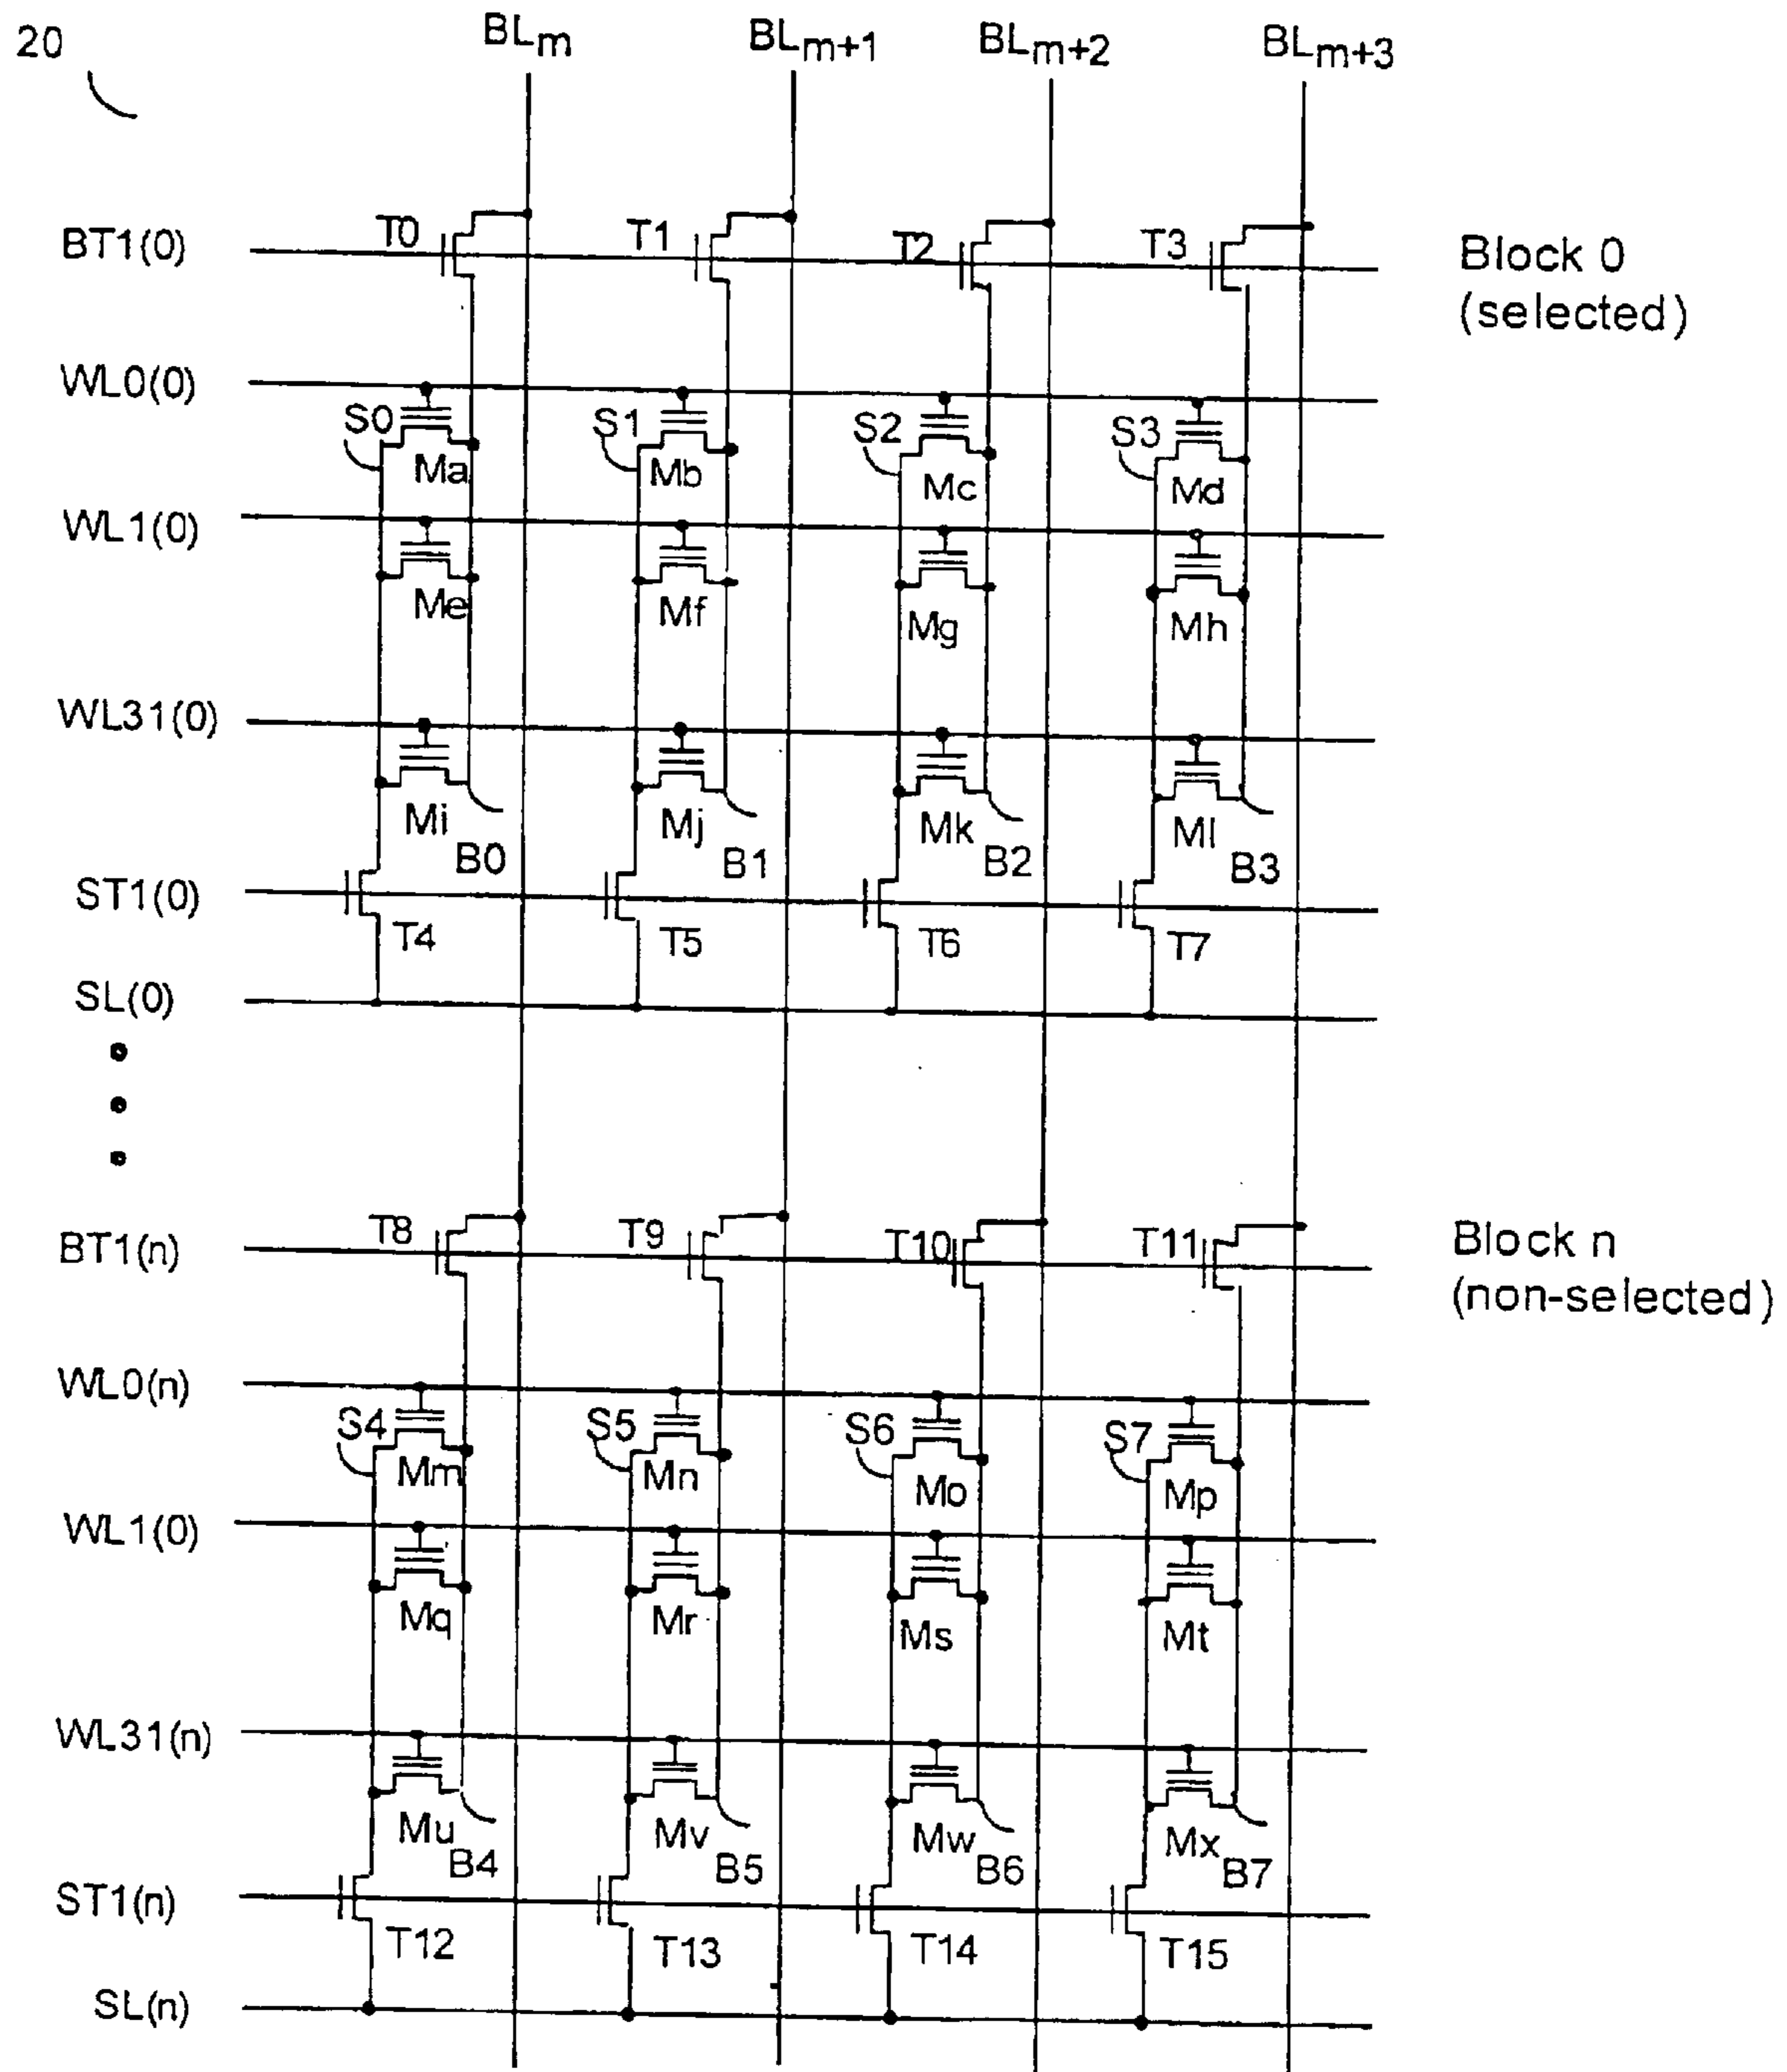 20
BLm BLm+1 BLm+2 BLm+3
BT1(0) T0 T1 T2 T3 Block 0
(selected)
WL0(0)
S0 S1 S2 S3
Ma Mb Mc Md
WL1(0)
Me Mf Mg Mh
WL31(0)
Mi Mj Mk Ml
B0 B1 B2 B3
ST1(0)
T4 T5 T6 T7
SL(0)
BT1(n) T8 T9 T10 T11 Block n
(non-selected)
WL0(n)
S4 S5 S6 S7
Mm Mn Mo Mp
WL1(0)
Mq Mr Ms Mt
WL31(n)
Mu Mv Mw Mx
B4 B5 B6 B7
ST1(n)
T12 T13 T14 T15
SL(n)